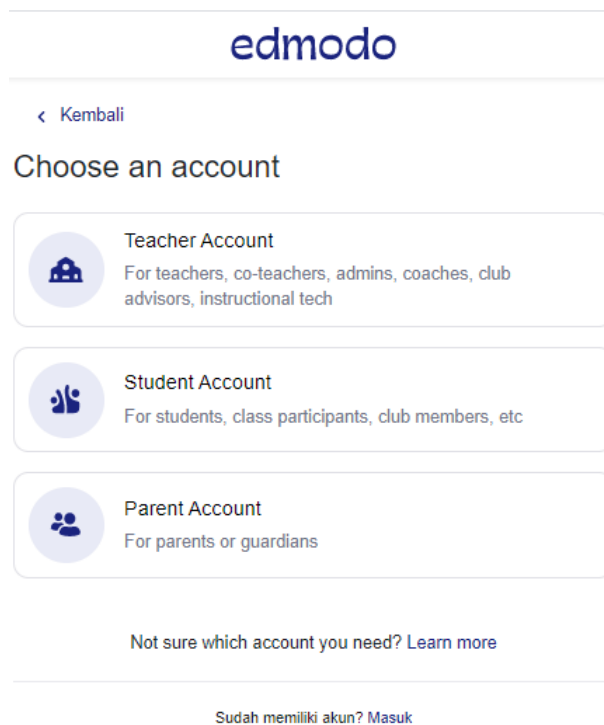 edmodo
Kembali
Choose an account
Teacher Account
For teachers, co-teachers, admins, coaches, club
advisors, instructional tech
Student Account
For students, class participants, club members, etc
Parent Account
For parents or guardians
Not sure which account you need? Learn more
Sudah memiliki akun? Masuk